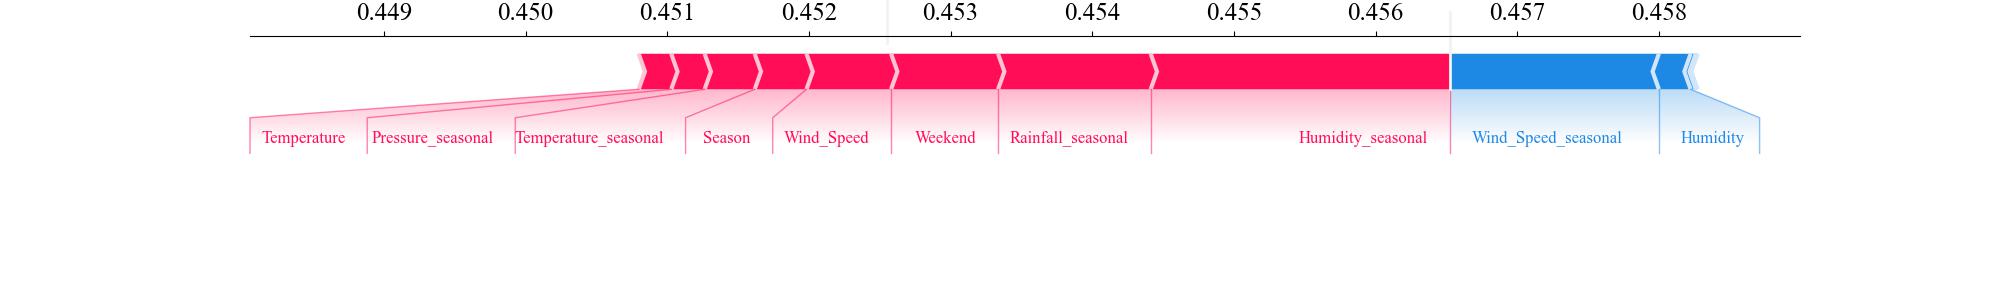 0.449 0.450 0.451 0.452 0.453 0.454 0.455 0.456 0.457 0.458
Temperature Pressure_seasonal Temperature_seasonal Season Wind_Speed Weekend Rainfall_seasonal Humidity_seasonal Wind_Speed_seasonal Humidity